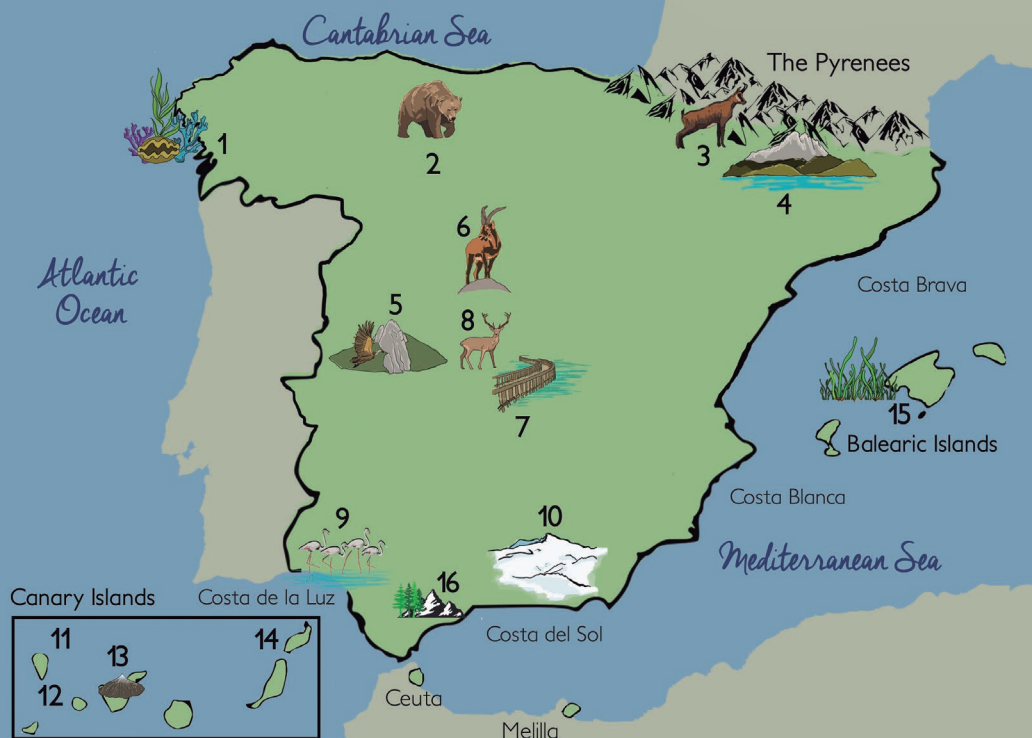 Cantabrian Sea
The Pyrenees
1
2
3
4
6
Atlantic
Ocean
Costa Brava
5
8
7
15
Balearic Islands
Costa Blanca
9
10
Mediterranean Sea
16
Canary Islands
Costa de la Luz
Costa del Sol
11
14
13
12
Ceuta
Melilla